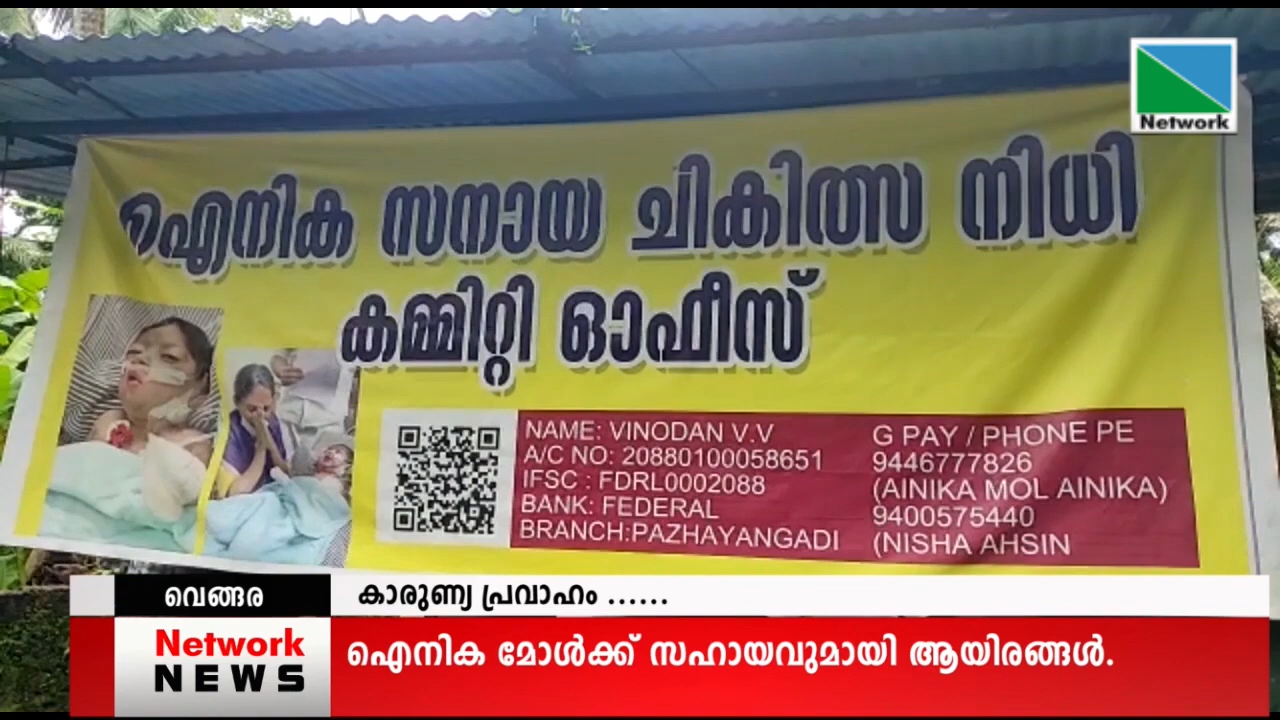 Network
ഐനിക സനായ ചികിത്സ നിധി
കമ്മിറ്റി ഓഫീസ്
NAME: VINODAN V.V
A/C NO: 20880100058651
IFSC : FDRL0002088
BANK: FEDERAL
BRANCH:PAZHAYANGADI
G PAY / PHONE PE
9446777826
(AINIKA MOL AINIKA)
9400575440
(NISHA AHSIN
വെങ്ങര
കാരുണ്യ പ്രവാഹം ......
Network
NEWS
ഐനിക മോൾക്ക് സഹായവുമായി ആയിരങ്ങൾ.